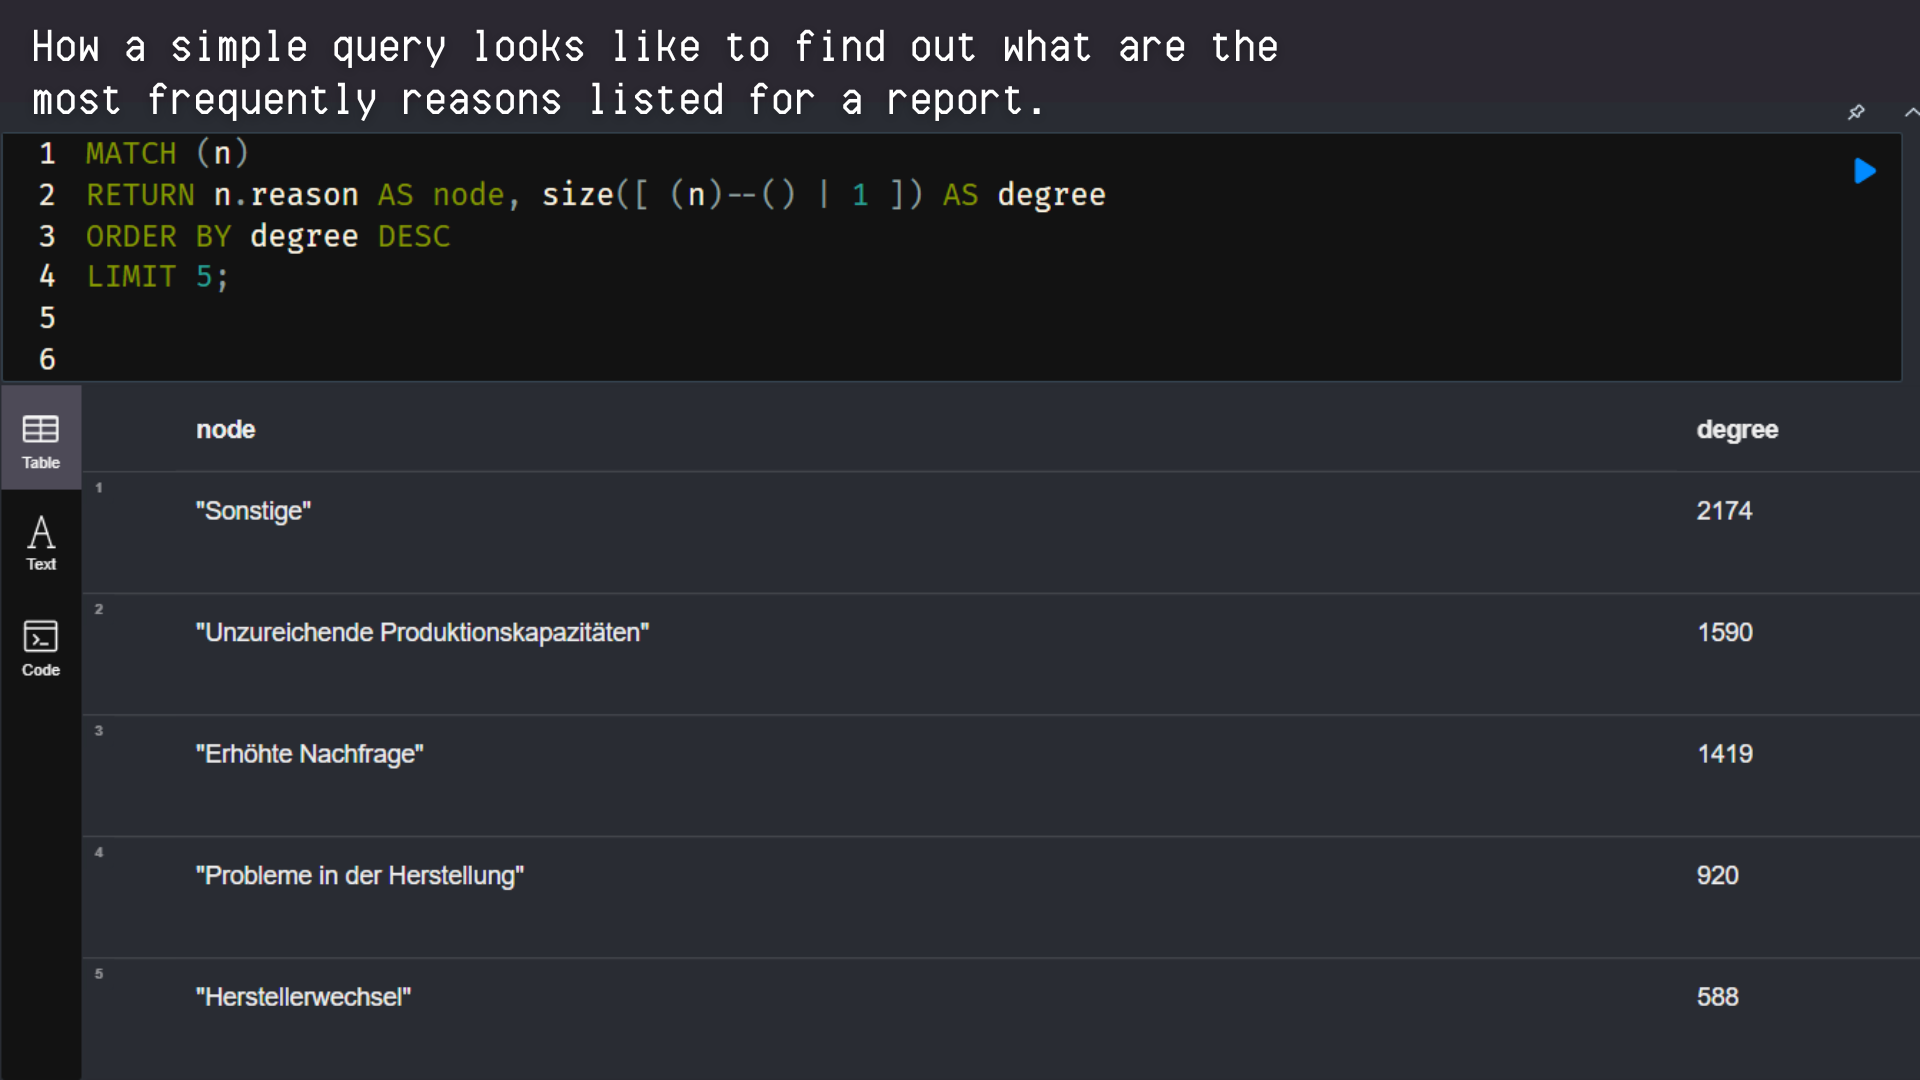 How a simple query looks like to find out what are the
most frequently reasons listed for a report.
1 MATCH (n)
2 RETURN n.reason AS node, size([ (n)--() | 1 ]) AS degree
3 ORDER BY degree DESC
4 LIMIT 5;
5
6
Table
Text
Code
node degree
1 "Sonstige" 2174
2 "Unzureichende Produktionskapazitäten" 1590
3 "Erhöhte Nachfrage" 1419
4 "Probleme in der Herstellung" 920
5 "Herstellerwechsel" 588